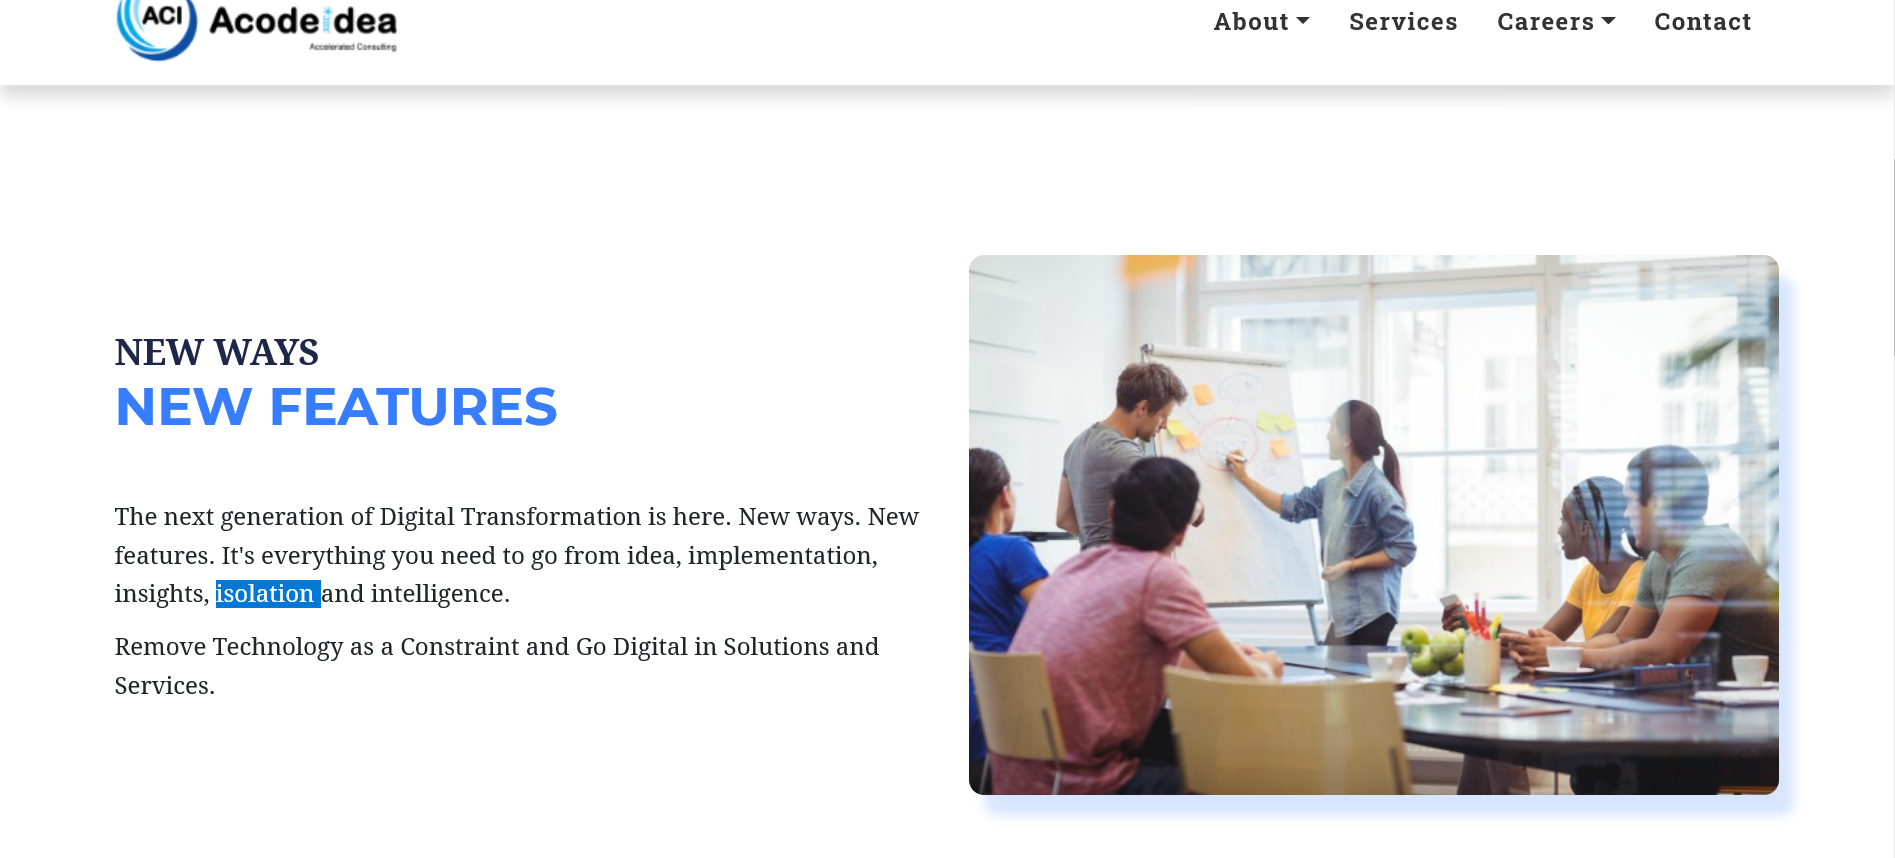 ACI
Acodeidea
Accelerated Consulting
About
Services
Careers
Contact
NEW WAYS
NEW FEATURES
The next generation of Digital Transformation is here. New ways. New
features. It's everything you need to go from idea, implementation,
insights, isolation and intelligence.
Remove Technology as a Constraint and Go Digital in Solutions and
Services.